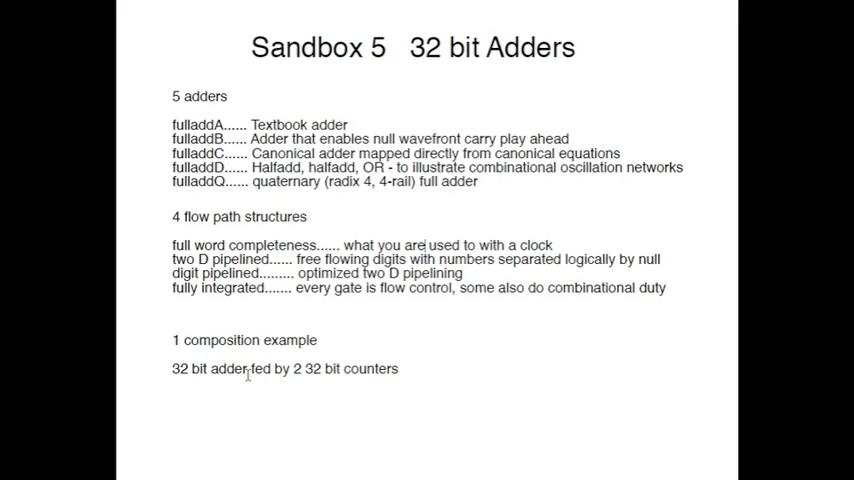 Sandbox 5 32 bit Adders
5 adders
fulladdA...... Textbook adder
fulladdB...... Adder that enables null wavefront carry play ahead
fulladdC...... Canonical adder mapped directly from canonical equations
fulladdD...... Halfadd, halfadd, OR - to illustrate combinational oscillation networks
fulladdQ...... quaternary (radix 4, 4-rail) full adder
4 flow path structures
full word completeness...... what you are used to with a clock
two D pipelined...... free flowing digits with numbers separated logically by null
digit pipelined......... optimized two D pipelining
fully integrated....... every gate is flow control, some also do combinational duty
1 composition example
32 bit adder fed by 2 32 bit counters